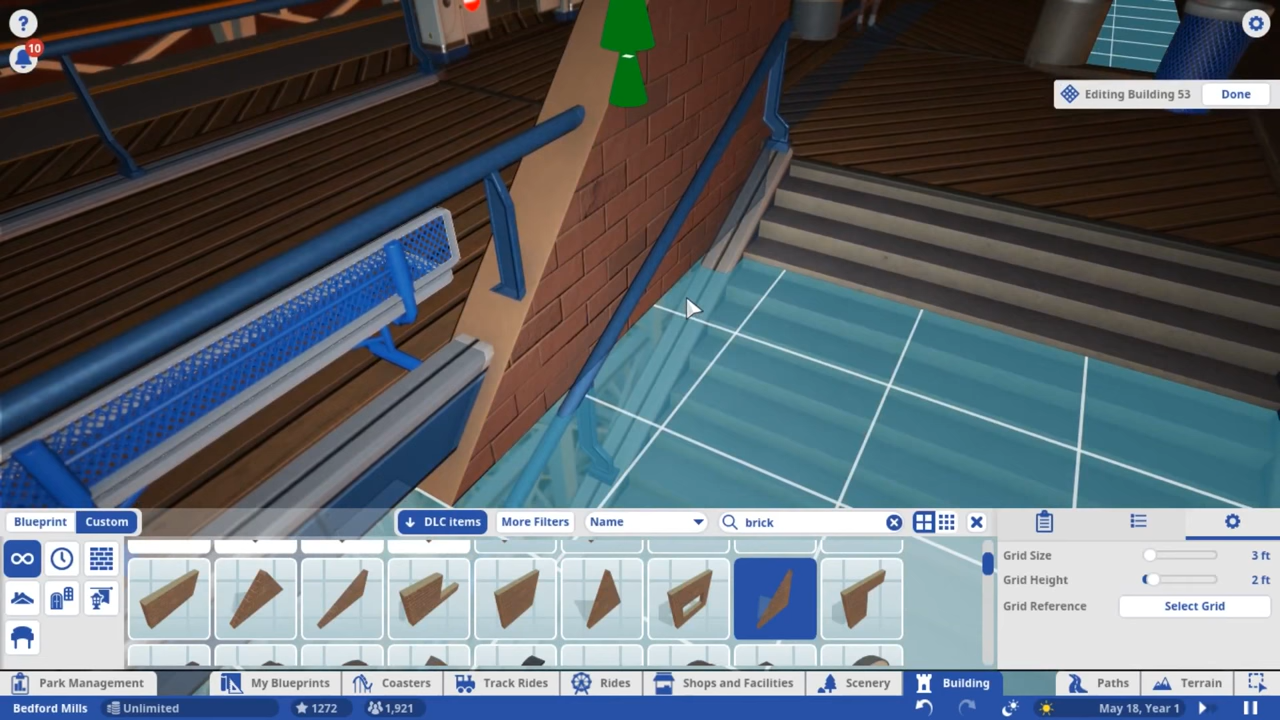 ?
10
Editing Building 53
Done
Blueprint
Custom
DLC items
More Filters
Name
brick
Grid Size
3 ft
Grid Height
2 ft
Grid Reference
Select Grid
Park Management
My Blueprints
Coasters
Track Rides
Rides
Shops and Facilities
Scenery
Building
Paths
Terrain
Bedford Mills
Unlimited
1272
1,921
May 18, Year 1